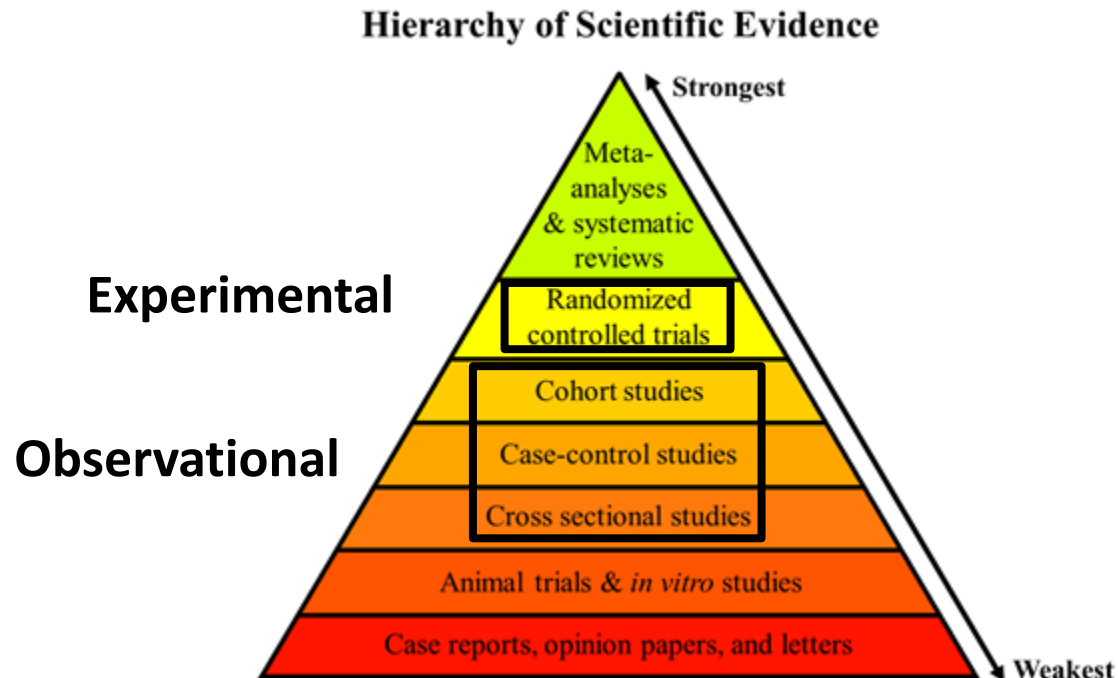 Hierarchy of Scientific Evidence
Strongest
Meta-
analyses
& systematic
reviews
Experimental
Randomized
controlled trials
Cohort studies
Observational
Case-control studies
Cross sectional studies
Animal trials & in vitro studies
Case reports, opinion papers, and letters
Weakest